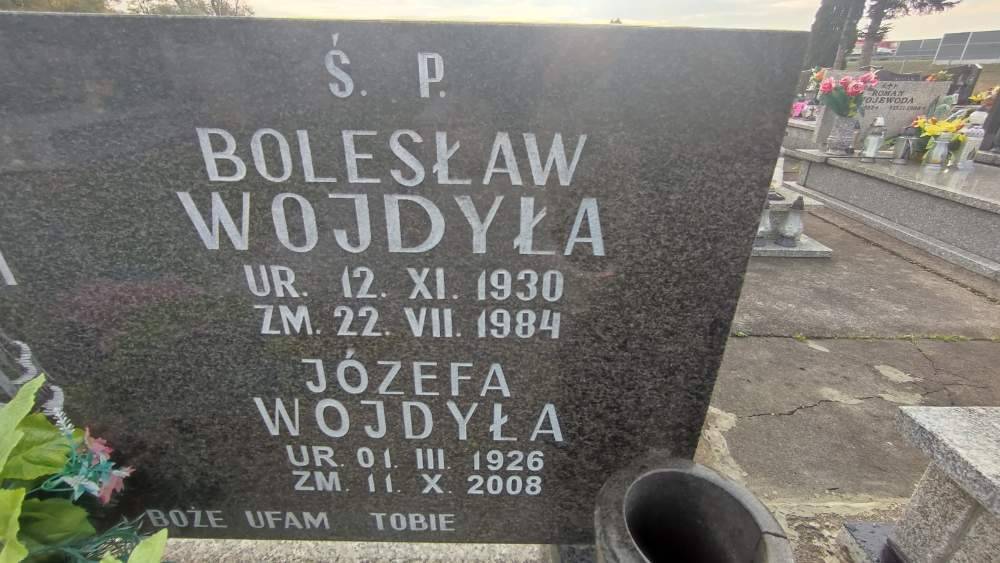 Ś. P.
BOLESŁAW
WOJDYŁA
UR. 12. XI. 1930
ZM. 22. VII. 1984
JÓZEFA
WOJDYŁA
UR. 01. III. 1926
ZM. 11. X. 2008
BOŻE UFAM TOBIE
ROMAN